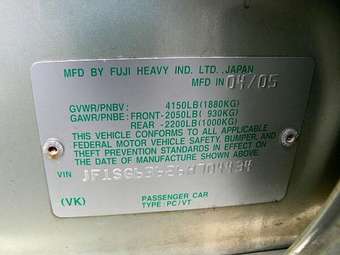 MFD BY FUJI HEAVY IND. LTD. JAPAN
MFD IN 04/05
GVWR/PNBV: 4150LB(1880KG)
GAWR/PNBE: FRONT-2050LB( 930KG)
REAR -2200LB(1000KG)
THIS VEHICLE CONFORMS TO ALL APPLICABLE
FEDERAL MOTOR VEHICLE SAFETY, BUMPER, AND
THEFT PREVENTION STANDARDS IN EFFECT ON THE
DATE OF MANUFACTURE SHOWN ABOVE.
VIN
(VK) PASSENGER CAR
TYPE: PC/VT